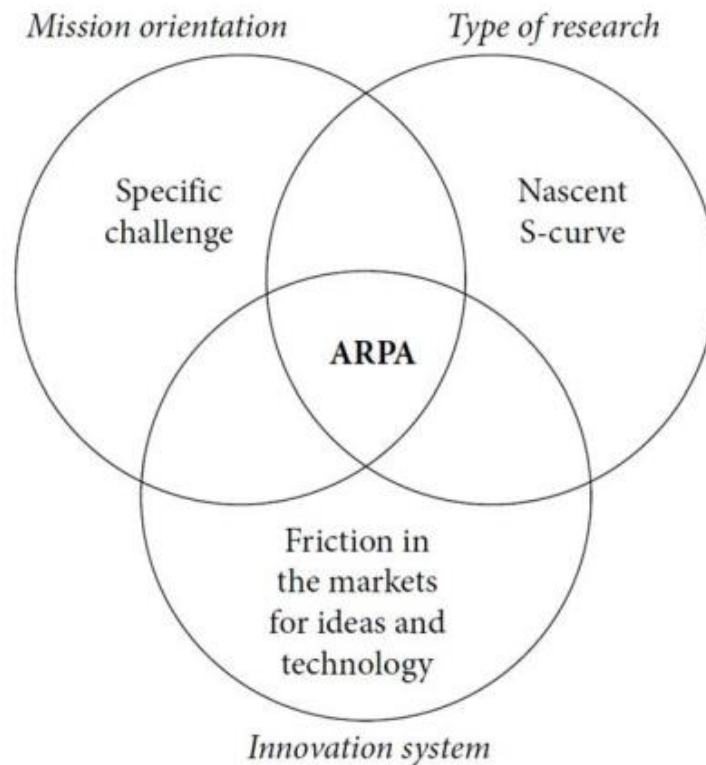 Mission orientation
Type of research
Specific
challenge
Nascent
S-curve
ARPA
Friction in
the markets
for ideas and
technology
Innovation system